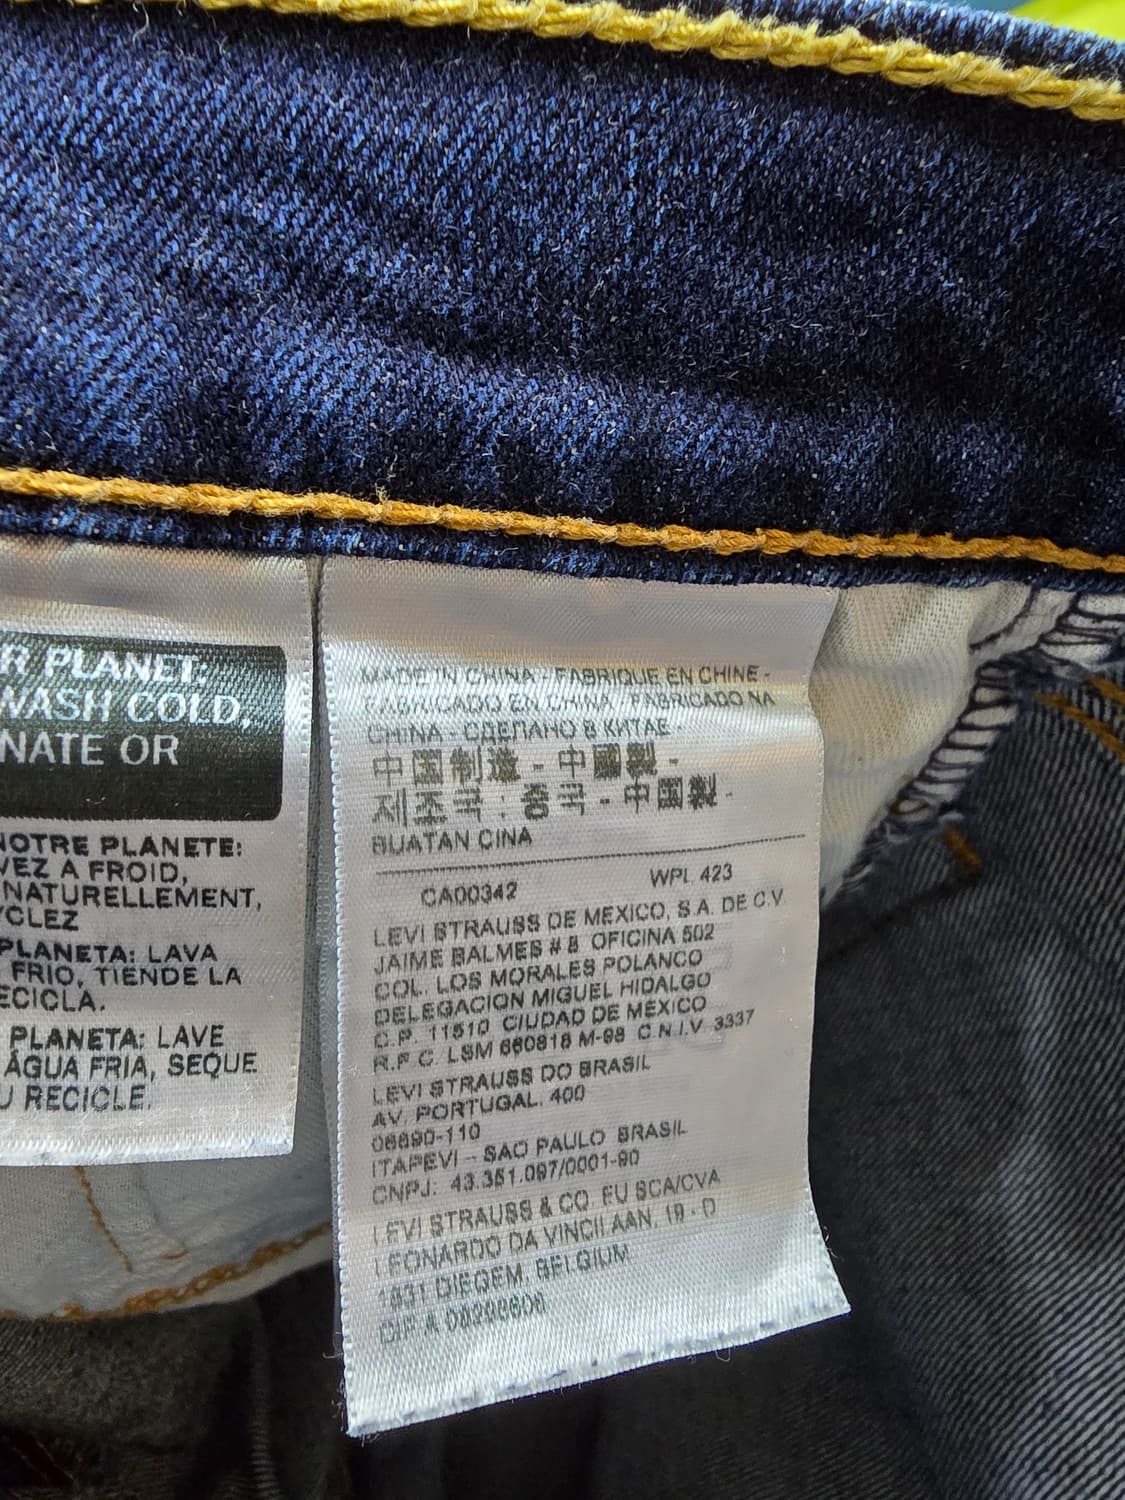 R PLANET:
WASH COLD,
NATE OR
NOTRE PLANETE:
VEZ A FROID,
NATURELLEMENT,
YCLEZ
PLANETA: LAVA
FRIO, TIENDE LA
ECICLA.
PLANETA: LAVE
ÁGUA FRIA, SEQUE
U RECICLE.
MADE IN CHINA - FABRIQUE EN CHINE -
FABRICADO EN CHINA - FABRICADO NA
CHINA - СДЕЛАНО В КИТАЕ -
中国制造 - 中國製 -
제조국 : 중국 - 中国製 -
BUATAN CINA
CA00342 WPL 423
LEVI STRAUSS DE MEXICO, S.A. DE C.V.
JAIME BALMES # 8 OFICINA 502
COL. LOS MORALES POLANCO
DELEGACION MIGUEL HIDALGO
C.P. 11510 CIUDAD DE MEXICO
R.F.C. LSM 660818 M-98 C.N.I.V. 3337
LEVI STRAUSS DO BRASIL
AV. PORTUGAL, 400
06690-110
ITAPEVI - SAO PAULO BRASIL
CNPJ: 43.351.097/0001-90
LEVI STRAUSS & CO. EU SCA/CVA
LEONARDO DA VINCILAAN, 19 - D
1831 DIEGEM, BELGIUM
CIF A